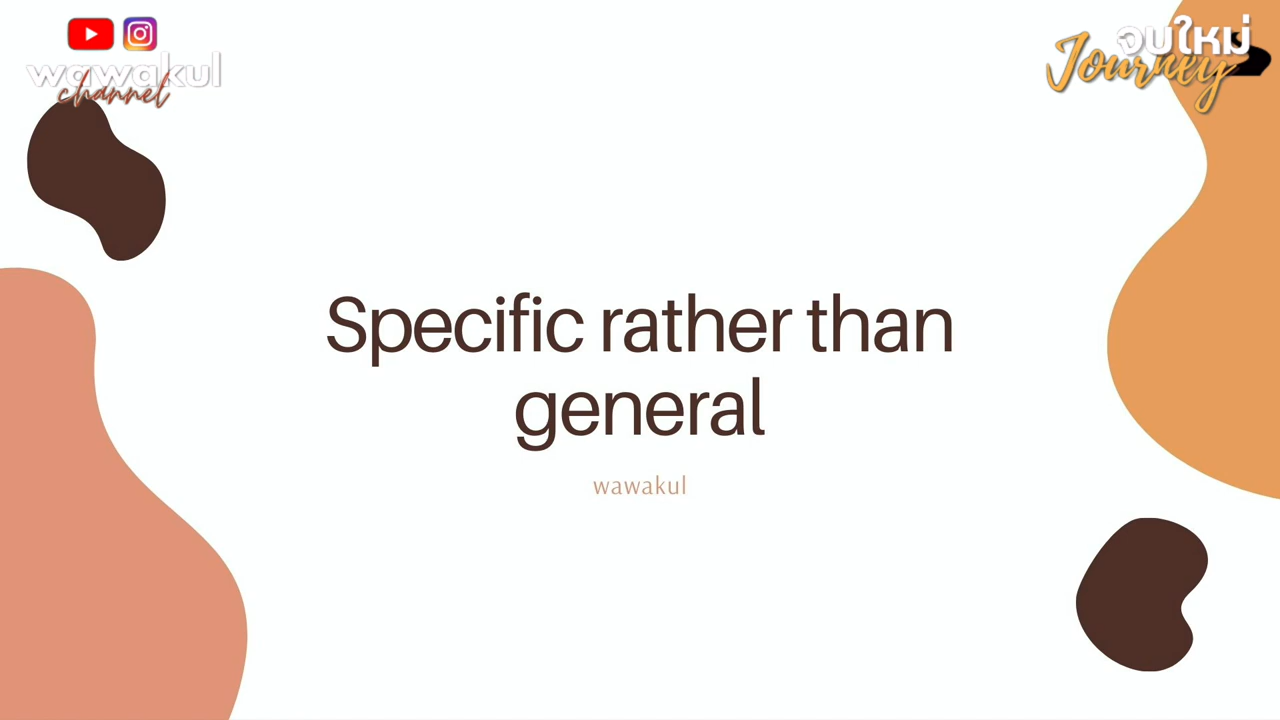 wawakul
channel
จบใหม่
Journey
Specific rather than
general
wawakul